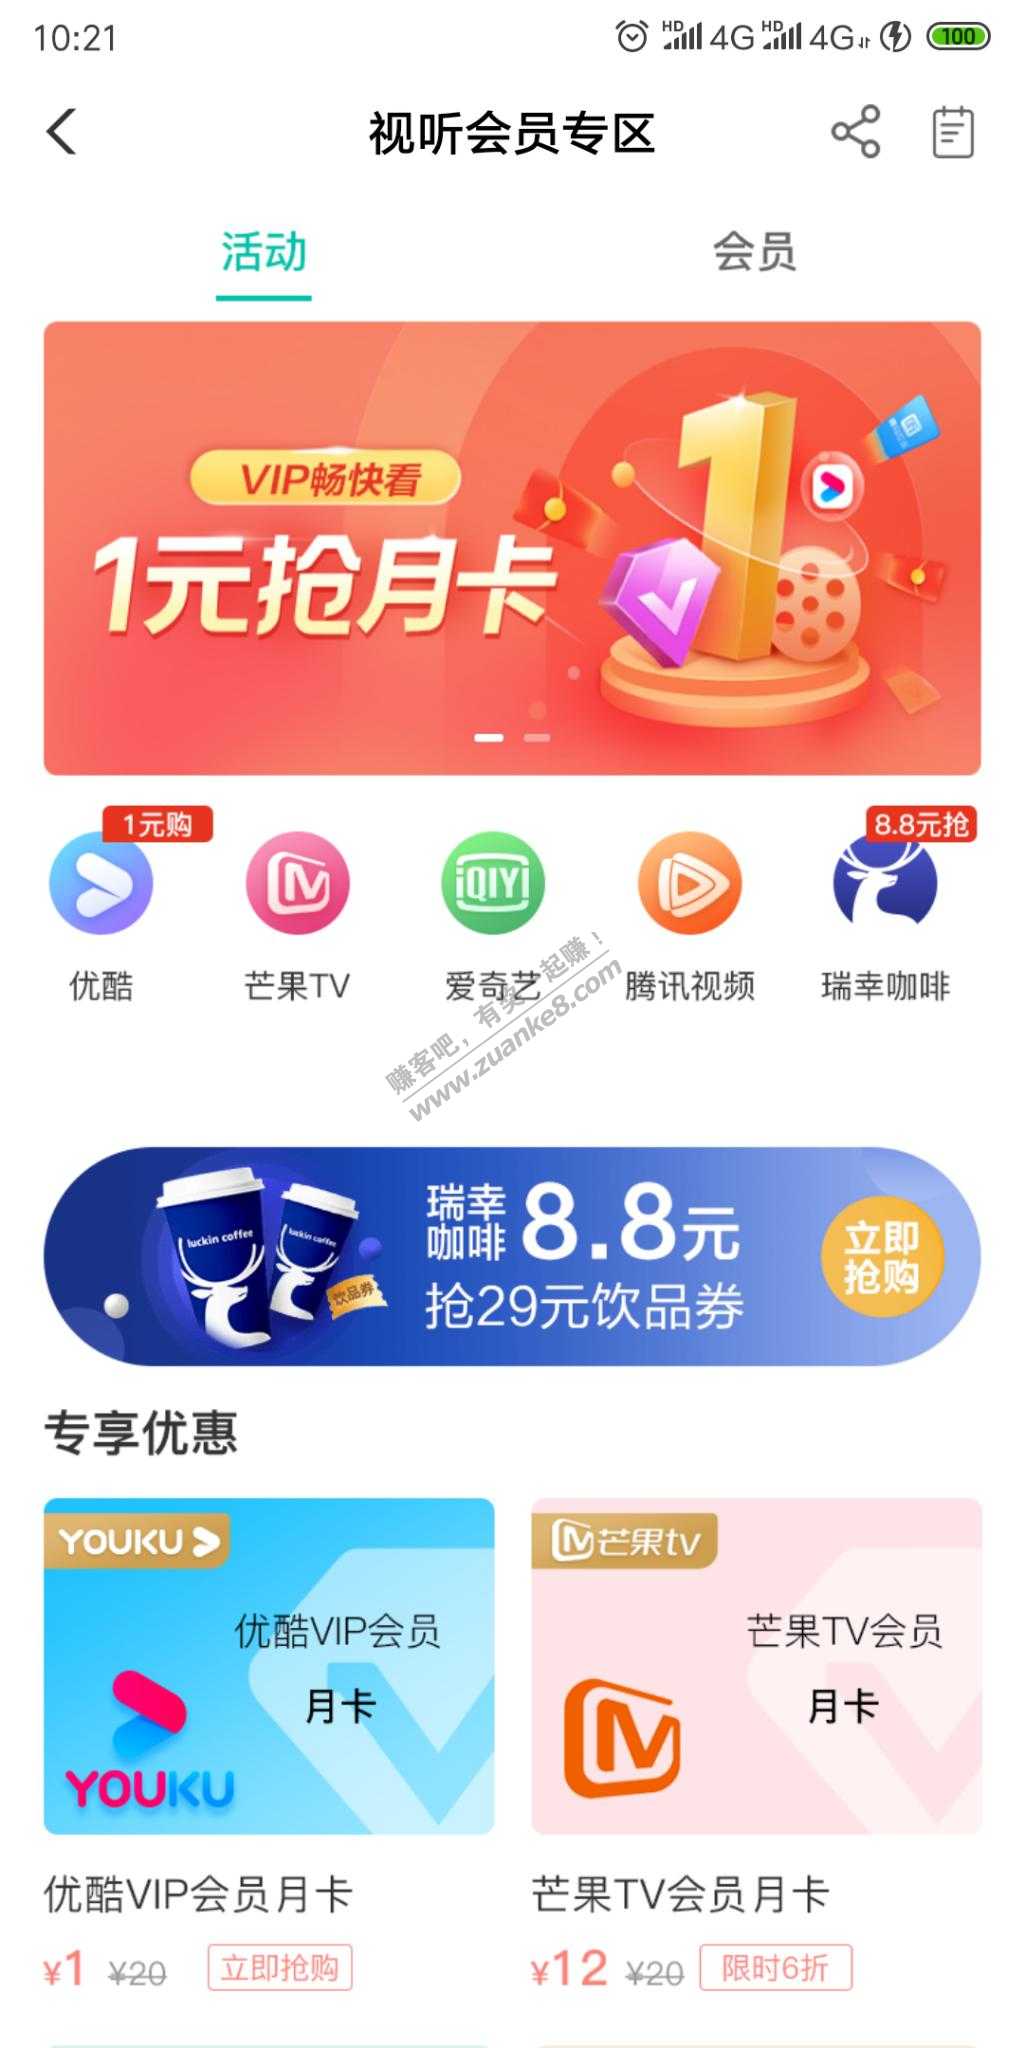 10:21
HD 4G HD 4G 100
视听会员专区
活动 会员
VIP畅快看
1元抢月卡
1元购 8.8元抢
iQIYI
优酷 芒果TV 爱奇艺 腾讯视频 瑞幸咖啡
赚客吧，有奖一起赚！
www.zuanke8.com
luckin coffee luckin coffee
饮品券
瑞幸咖啡 8.8元
抢29元饮品券
立即抢购
专享优惠
YOUKU 芒果tv
优酷VIP会员 芒果TV会员
月卡 月卡
YOUKU
优酷VIP会员月卡 芒果TV会员月卡
¥1 ¥20 立即抢购 ¥12 ¥20 限时6折